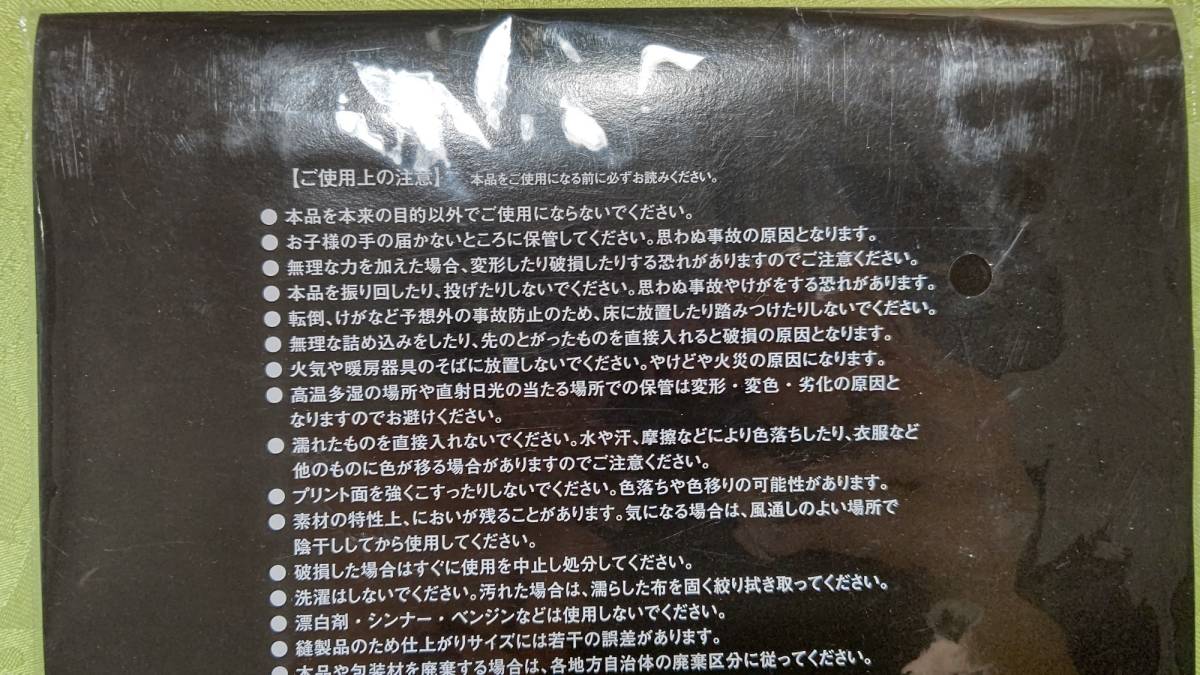 【ご使用上の注意】 本品をご使用になる前に必ずお読みください。
● 本品を本来の目的以外でご使用にならないでください。
● お子様の手の届かないところに保管してください。思わぬ事故の原因となります。
● 無理な力を加えた場合、変形したり破損したりする恐れがありますのでご注意ください。
● 本品を振り回したり、投げたりしないでください。思わぬ事故やけがをする恐れがあります。
● 転倒、けがなど予想外の事故防止のため、床に放置したり踏みつけたりしないでください。
● 無理な詰め込みをしたり、先のとがったものを直接入れると破損の原因となります。
● 火気や暖房器具のそばに放置しないでください。やけどや火災の原因になります。
● 高温多湿の場所や直射日光の当たる場所での保管は変形・変色・劣化の原因と
なりますのでお避けください。
● 濡れたものを直接入れないでください。水や汗、摩擦などにより色落ちしたり、衣服など
他のものに色が移る場合がありますのでご注意ください。
● プリント面を強くこすったりしないでください。色落ちや色移りの可能性があります。
● 素材の特性上、においが残ることがあります。気になる場合は、風通しのよい場所で
陰干ししてから使用してください。
● 破損した場合はすぐに使用を中止し処分してください。
● 洗濯はしないでください。汚れた場合は、濡らした布を固く絞り拭き取ってください。
● 漂白剤・シンナー・ベンジンなどは使用しないでください。
● 縫製品のため仕上がりサイズには若干の誤差があります。
● 本品や包装材を廃棄する場合は、各地方自治体の廃棄区分に従ってください。